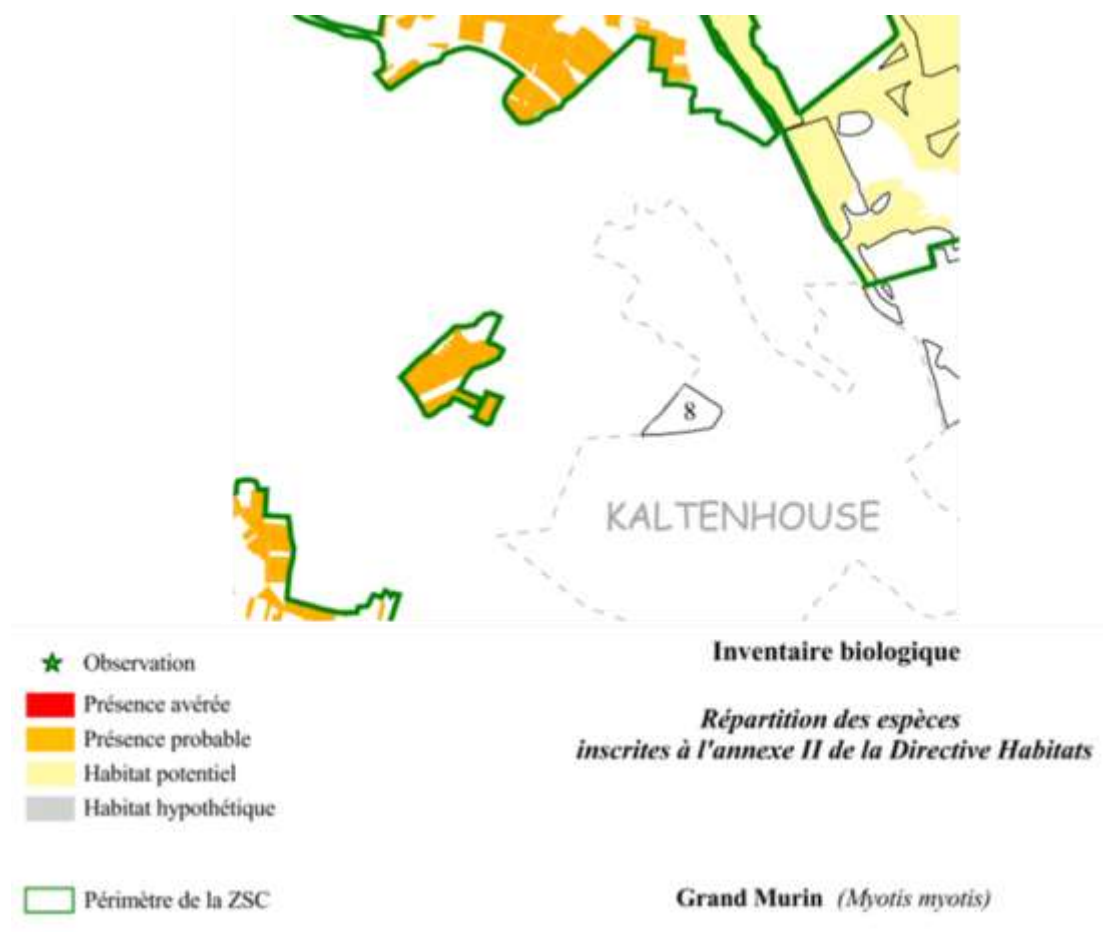 8
KALTENHOUSE
Observation
Présence avérée
Présence probable
Habitat potentiel
Habitat hypothétique
Périmètre de la ZSC
Inventaire biologique
Répartition des espèces
inscrites à l'annexe II de la Directive Habitats
Grand Murin (Myotis myotis)